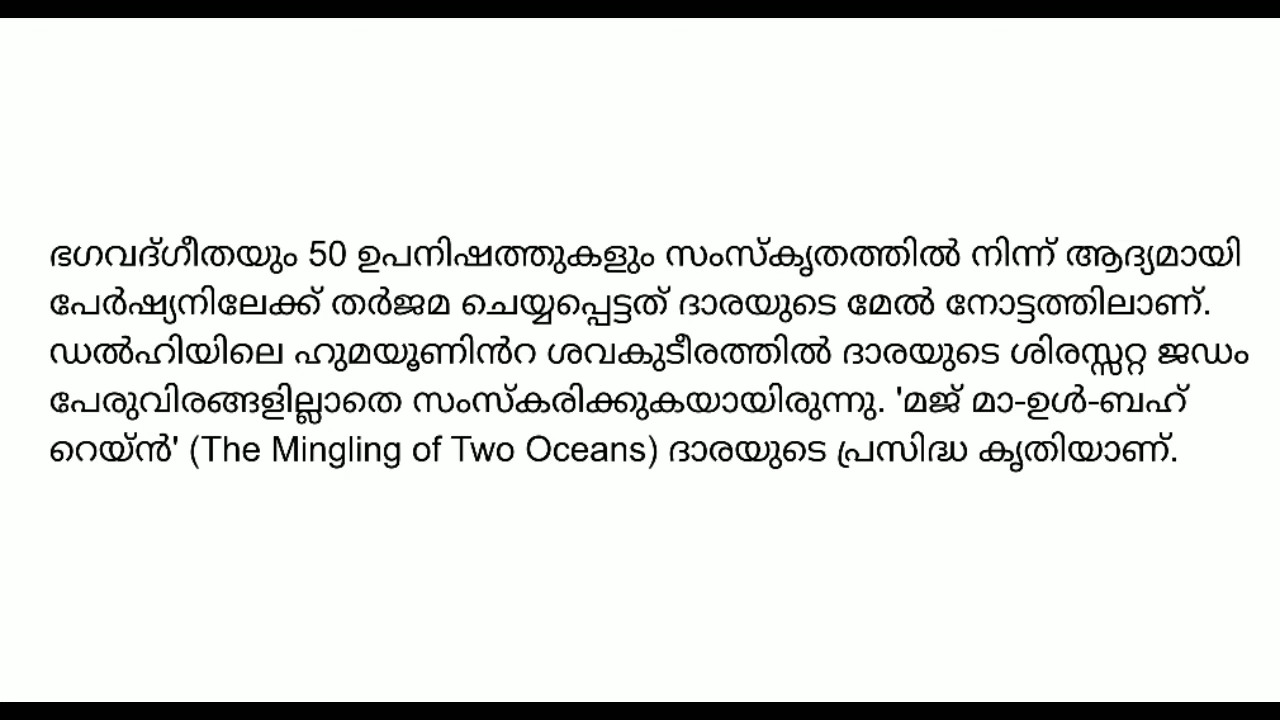 ഭഗവദ്ഗീതയും 50 ഉപനിഷത്തുകളും സംസ്കൃതത്തിൽ നിന്ന് ആദ്യമായി
പേർഷ്യനിലേക്ക് തർജമ ചെയ്യപ്പെട്ടത് ദാരയുടെ മേൽ നോട്ടത്തിലാണ്.
ഡൽഹിയിലെ ഹുമയൂണിൻറ ശവകുടീരത്തിൽ ദാരയുടെ ശിരസ്സറ്റ ജഡം
പേരുവിരങ്ങളില്ലാതെ സംസ്കരിക്കുകയായിരുന്നു. 'മജ് മാ-ഉൾ-ബഹ്
റെയ്ൻ' (The Mingling of Two Oceans) ദാരയുടെ പ്രസിദ്ധ കൃതിയാണ്.